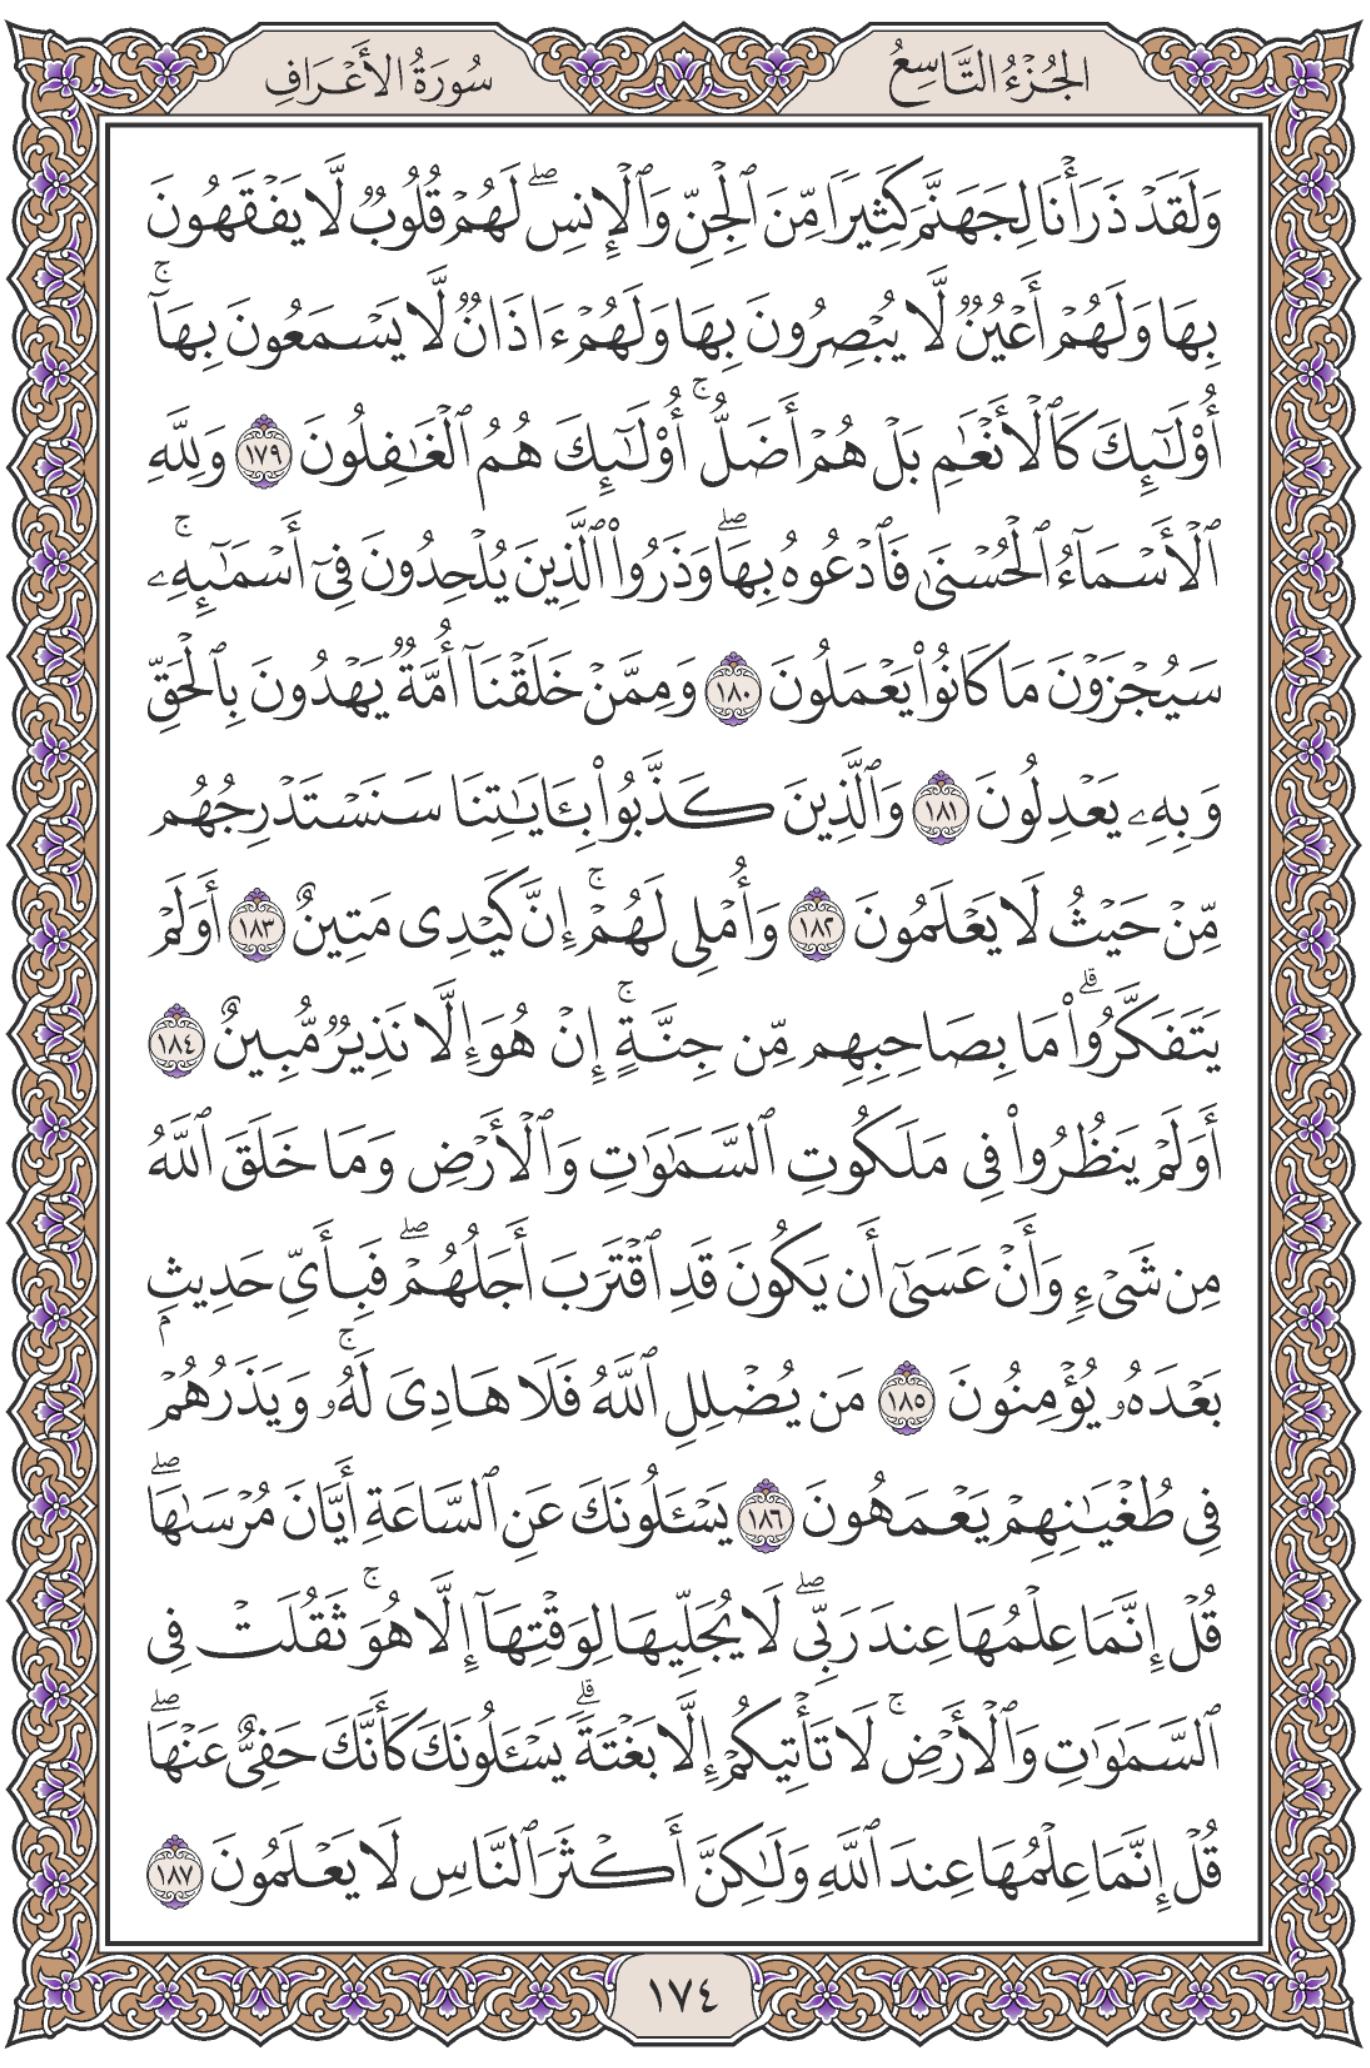 الجُزْءُ التَّاسِعُ
سُورَةُ الأَعْرَافِ
وَلَقَدْ ذَرَأْنَا لِجَهَنَّمَ كَثِيرًا مِّنَ ٱلْجِنِّ وَٱلْإِنسِ ۖ لَهُمْ قُلُوبٌ لَّا يَفْقَهُونَ
بِهَا وَلَهُمْ أَعْيُنٌ لَّا يُبْصِرُونَ بِهَا وَلَهُمْ ءَاذَانٌ لَّا يَسْمَعُونَ بِهَآ ۚ
أُو۟لَـٰٓئِكَ كَٱلْأَنْعَـٰمِ بَلْ هُمْ أَضَلُّ ۚ أُو۟لَـٰٓئِكَ هُمُ ٱلْغَـٰفِلُونَ ١٧٩ وَلِلَّهِ
ٱلْأَسْمَآءُ ٱلْحُسْنَىٰ فَٱدْعُوهُ بِهَا ۖ وَذَرُوا۟ ٱلَّذِينَ يُلْحِدُونَ فِىٓ أَسْمَـٰٓئِهِۦ ۚ
سَيُجْزَوْنَ مَا كَانُوا۟ يَعْمَلُونَ ١٨٠ وَمِمَّنْ خَلَقْنَآ أُمَّةٌ يَهْدُونَ بِٱلْحَقِّ
وَبِهِۦ يَعْدِلُونَ ١٨١ وَٱلَّذِينَ كَذَّبُوا۟ بِـَٔايَـٰتِنَا سَنَسْتَدْرِجُهُم
مِّنْ حَيْثُ لَا يَعْلَمُونَ ١٨٢ وَأُمْلِى لَهُمْ ۚ إِنَّ كَيْدِى مَتِينٌ ١٨٣ أَوَلَمْ
يَتَفَكَّرُوا۟ ۗ مَا بِصَاحِبِهِم مِّن جِنَّةٍ ۚ إِنْ هُوَ إِلَّا نَذِيرٌ مُّبِينٌ ١٨٤
أَوَلَمْ يَنظُرُوا۟ فِى مَلَكُوتِ ٱلسَّمَـٰوَٰتِ وَٱلْأَرْضِ وَمَا خَلَقَ ٱللَّهُ
مِن شَىْءٍ وَأَنْ عَسَىٰٓ أَن يَكُونَ قَدِ ٱقْتَرَبَ أَجَلُهُمْ ۖ فَبِأَىِّ حَدِيثٍۭ
بَعْدَهُۥ يُؤْمِنُونَ ١٨٥ مَن يُضْلِلِ ٱللَّهُ فَلَا هَادِىَ لَهُۥ ۚ وَيَذَرُهُمْ
فِى طُغْيَـٰنِهِمْ يَعْمَهُونَ ١٨٦ يَسْـَٔلُونَكَ عَنِ ٱلسَّاعَةِ أَيَّانَ مُرْسَىٰهَا ۖ
قُلْ إِنَّمَا عِلْمُهَا عِندَ رَبِّى ۖ لَا يُجَلِّيهَا لِوَقْتِهَآ إِلَّا هُوَ ۚ ثَقُلَتْ فِى
ٱلسَّمَـٰوَٰتِ وَٱلْأَرْضِ ۚ لَا تَأْتِيكُمْ إِلَّا بَغْتَةً ۗ يَسْـَٔلُونَكَ كَأَنَّكَ حَفِىٌّ عَنْهَا ۖ
قُلْ إِنَّمَا عِلْمُهَا عِندَ ٱللَّهِ وَلَـٰكِنَّ أَكْثَرَ ٱلنَّاسِ لَا يَعْلَمُونَ ١٨٧
١٧٤